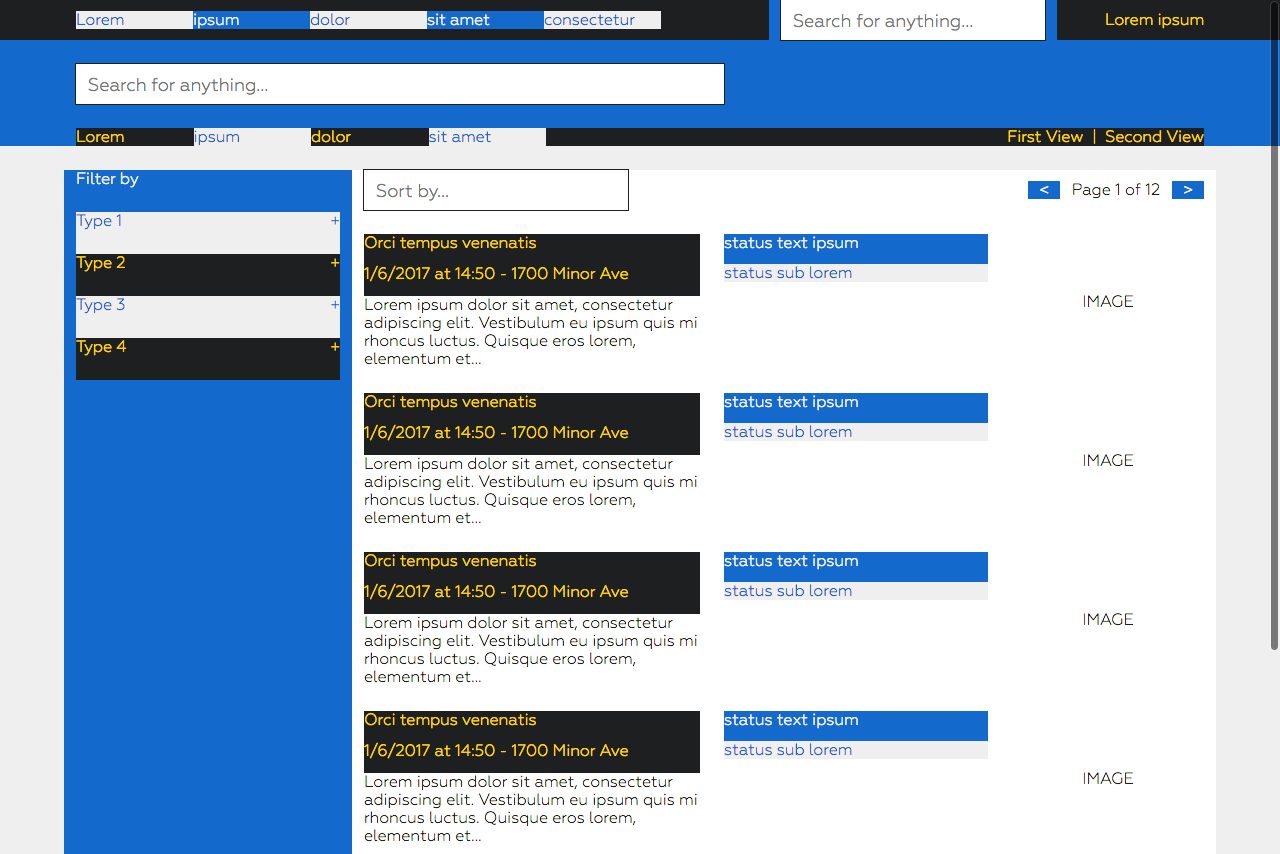 Lorem ipsum dolor sit amet consectetur Search for anything... Lorem ipsum
Search for anything...
Lorem ipsum dolor sit amet First View | Second View
Filter by
Type 1 +
Type 2 +
Type 3 +
Type 4 +
Sort by... < Page 1 of 12 >
Orci tempus venenatis
1/6/2017 at 14:50 - 1700 Minor Ave
Lorem ipsum dolor sit amet, consectetur
adipiscing elit. Vestibulum eu ipsum quis mi
rhoncus luctus. Quisque eros lorem,
elementum et...
status text ipsum
status sub lorem
IMAGE
Orci tempus venenatis
1/6/2017 at 14:50 - 1700 Minor Ave
Lorem ipsum dolor sit amet, consectetur
adipiscing elit. Vestibulum eu ipsum quis mi
rhoncus luctus. Quisque eros lorem,
elementum et...
status text ipsum
status sub lorem
IMAGE
Orci tempus venenatis
1/6/2017 at 14:50 - 1700 Minor Ave
Lorem ipsum dolor sit amet, consectetur
adipiscing elit. Vestibulum eu ipsum quis mi
rhoncus luctus. Quisque eros lorem,
elementum et...
status text ipsum
status sub lorem
IMAGE
Orci tempus venenatis
1/6/2017 at 14:50 - 1700 Minor Ave
Lorem ipsum dolor sit amet, consectetur
adipiscing elit. Vestibulum eu ipsum quis mi
rhoncus luctus. Quisque eros lorem,
elementum et...
status text ipsum
status sub lorem
IMAGE